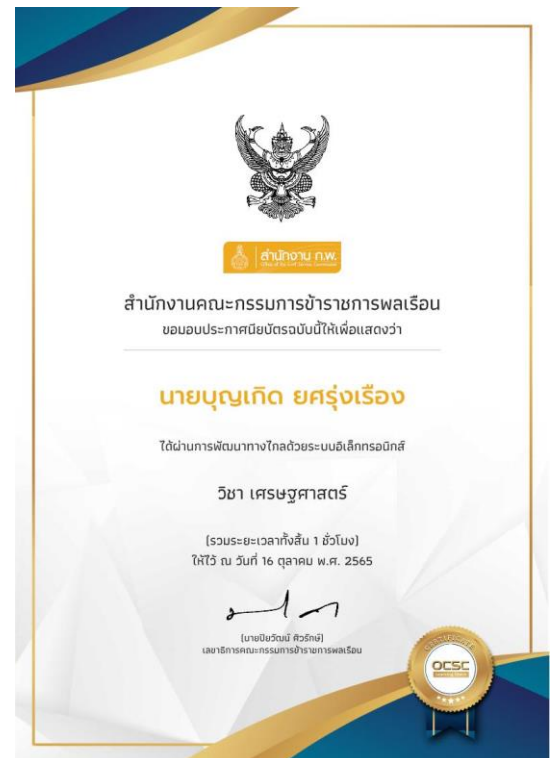 สำนักงาน ก.พ.
สำนักงานคณะกรรมการข้าราชการพลเรือน
ขอมอบประกาศนียบัตรฉบับนี้ให้เพื่อแสดงว่า
นายบุญเกิด ยศรุ่งเรือง
ได้ผ่านการพัฒนาทางไกลด้วยระบบอิเล็กทรอนิกส์
วิชา เศรษฐศาสตร์
(รวมระยะเวลาทั้งสิ้น 1 ชั่วโมง)
ให้ไว้ ณ วันที่ 16 ตุลาคม พ.ศ. 2565
(นายปิยวัฒน์ ศิวรักษ์)
เลขาธิการคณะกรรมการข้าราชการพลเรือน
CERTIFICATE
OCSC